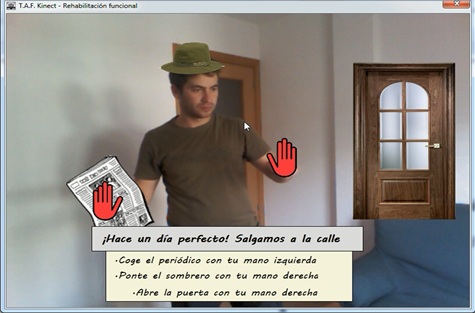 T.A.F. Kinect - Rehabilitación funcional
¡Hace un día perfecto! Salgamos a la calle
·Coge el periódico con tu mano izquierda
·Ponte el sombrero con tu mano derecha
·Abre la puerta con tu mano derecha